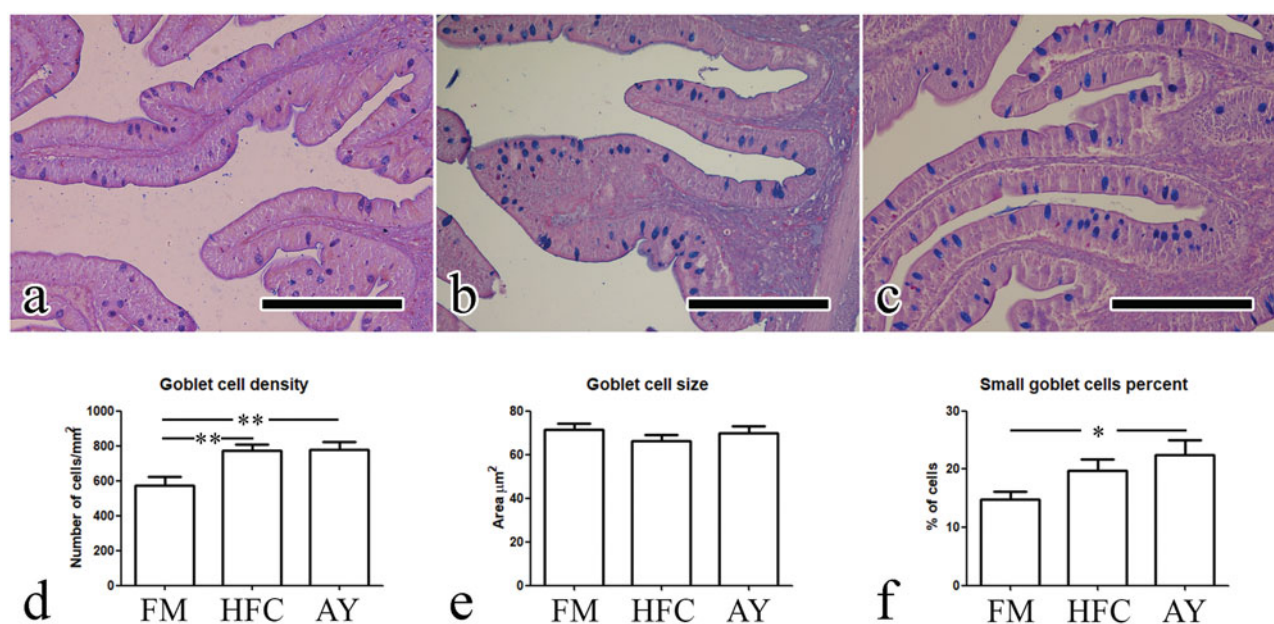 a
b
c
Goblet cell density
Number of cells/mm²
1000
800
600
400
200
0
**
**
FM HFC AY
d
Goblet cell size
Area µm²
80
60
40
20
0
FM HFC AY
e
Small goblet cells percent
% of cells
30
20
10
0
*
FM HFC AY
f